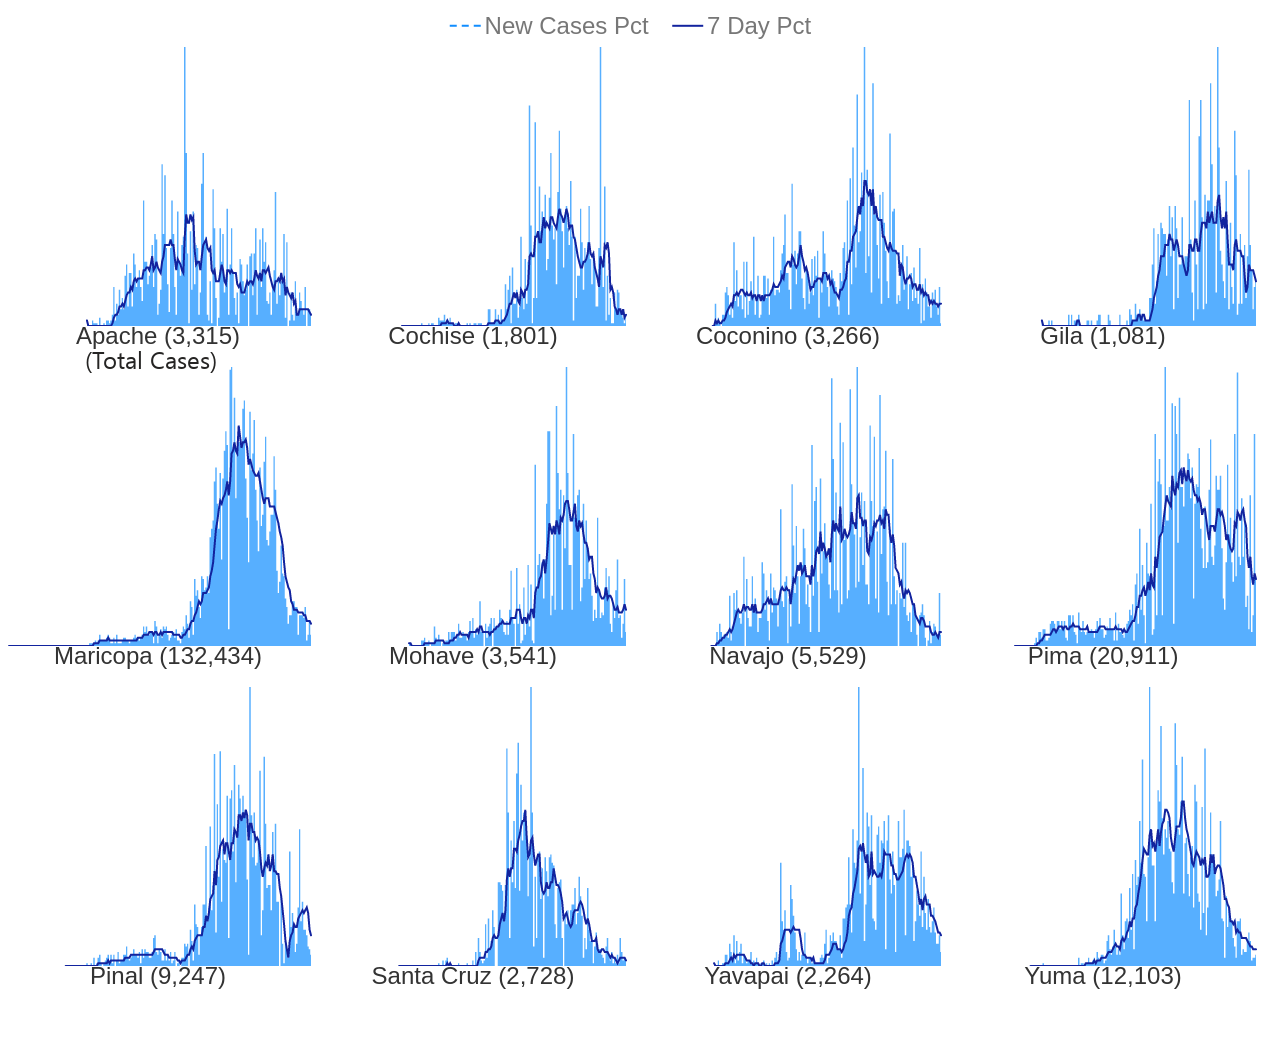 New Cases Pct 7 Day Pct
Apache (3,315) Cochise (1,801) Coconino (3,266) Gila (1,081)
(Total Cases)
Maricopa (132,434) Mohave (3,541) Navajo (5,529) Pima (20,911)
Pinal (9,247) Santa Cruz (2,728) Yavapai (2,264) Yuma (12,103)